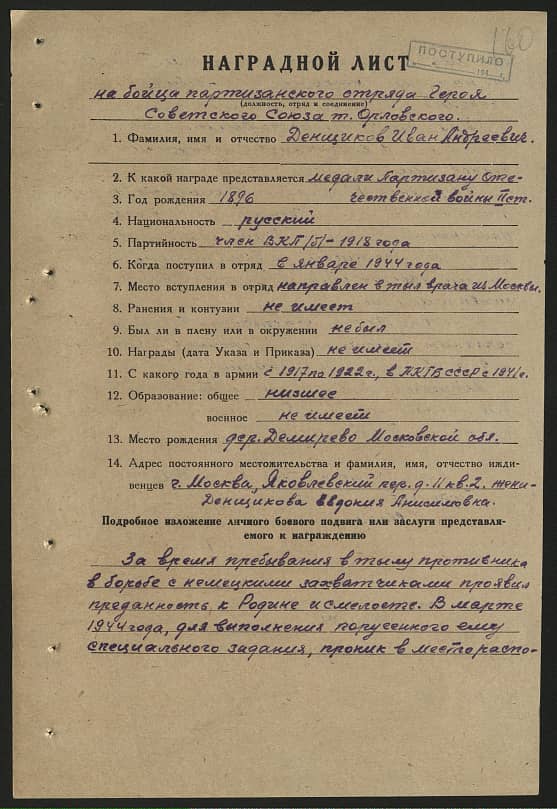 160
ПОСТУПИЛО
НАГРАДНОЙ ЛИСТ
на бойца партизанского отряда Героя
(должность, отряд и соединение)
Советского Союза т. Орловского.
1. Фамилия, имя и отчество Денщиков Иван Андреевич.
2. К какой награде представляется медали Партизану Оте-
3. Год рождения 1896 чественной войны II ст.
4. Национальность русский
5. Партийность член ВКП/б/ - 1918 года
6. Когда поступил в отряд в январе 1944 года
7. Место вступления в отряд направлен в тыл врага из Москвы.
8. Ранения и контузии не имеет
9. Был ли в плену или в окружении не был
10. Награды (дата Указа и Приказа) не имеет
11. С какого года в армии с 1917 по 1922 г., в НКГБ СССР с 1941 г.
12. Образование: общее низшее
военное не имеет
13. Место рождения дер. Демирево Московской обл.
14. Адрес постоянного местожительства и фамилия, имя, отчество ижди-
венцев г. Москва, Яковлевский пер. д. 11 кв. 2. жена-
Денщикова Евдокия Анисимовна.
Подробное изложение личного боевого подвига или заслуги представля-
емого к награждению
За время пребывания в тылу противника
в борьбе с немецкими захватчиками проявил
преданность к Родине и смелость. В марте
1944 года, для выполнения порученного ему
специального задания, проник в месторас­по-